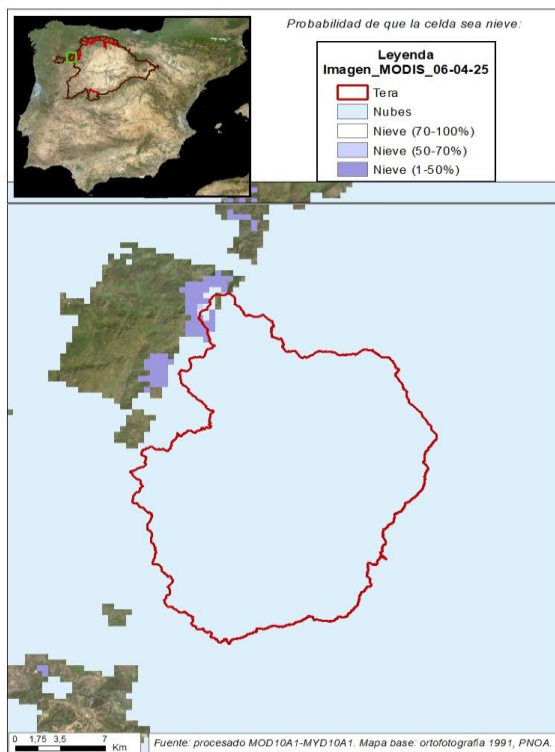 Probabilidad de que la celda sea nieve:
Leyenda
Imagen_MODIS_06-04-25
Tera
Nubes
Nieve (70-100%)
Nieve (50-70%)
Nieve (1-50%)
0 1,75 3,5 7
Km
Fuente: procesado MOD10A1-MYD10A1. Mapa base: ortofotografia 1991, PNOA